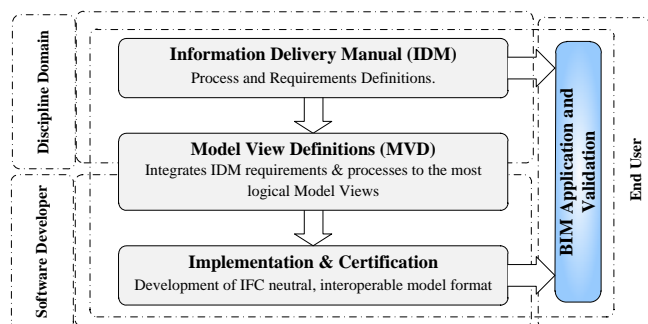 Discipline Domain
Software Developer
Information Delivery Manual (IDM)
Process and Requirements Definitions.
Model View Definitions (MVD)
Integrates IDM requirements & processes to the most
logical Model Views
Implementation & Certification
Development of IFC neutral, interoperable model format
BIM Application and
Validation
End User